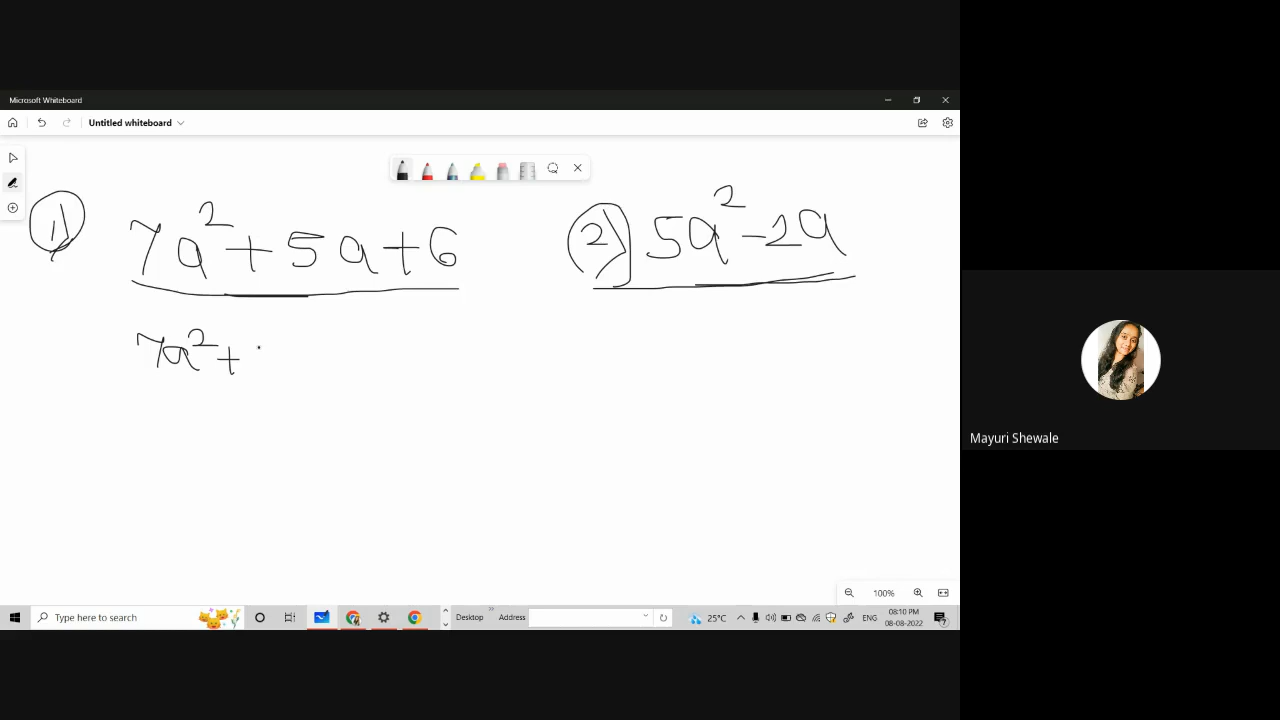 Microsoft Whiteboard
Untitled whiteboard
1) 7a² + 5a + 6
2) 5a² - 2a
7a² +
Mayuri Shewale
100%
Type here to search
Desktop
»
Address
25°C
ENG
08:10 PM
08-08-2022